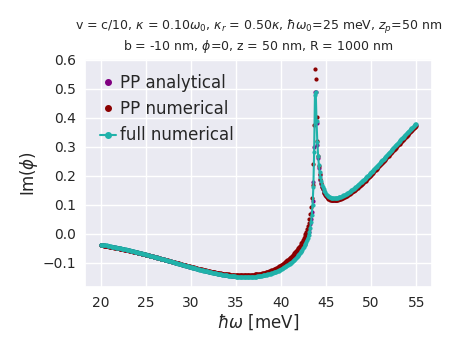 v = c/10, κ = 0.10ω₀, κᵣ = 0.50κ, ħω₀=25 meV, zₚ=50 nm
b = -10 nm, ϕ=0, z = 50 nm, R = 1000 nm
0.6
0.5
0.4
0.3
0.2
0.1
0.0
−0.1
Im(ϕ)
PP analytical
PP numerical
full numerical
20 25 30 35 40 45 50 55
ħω [meV]